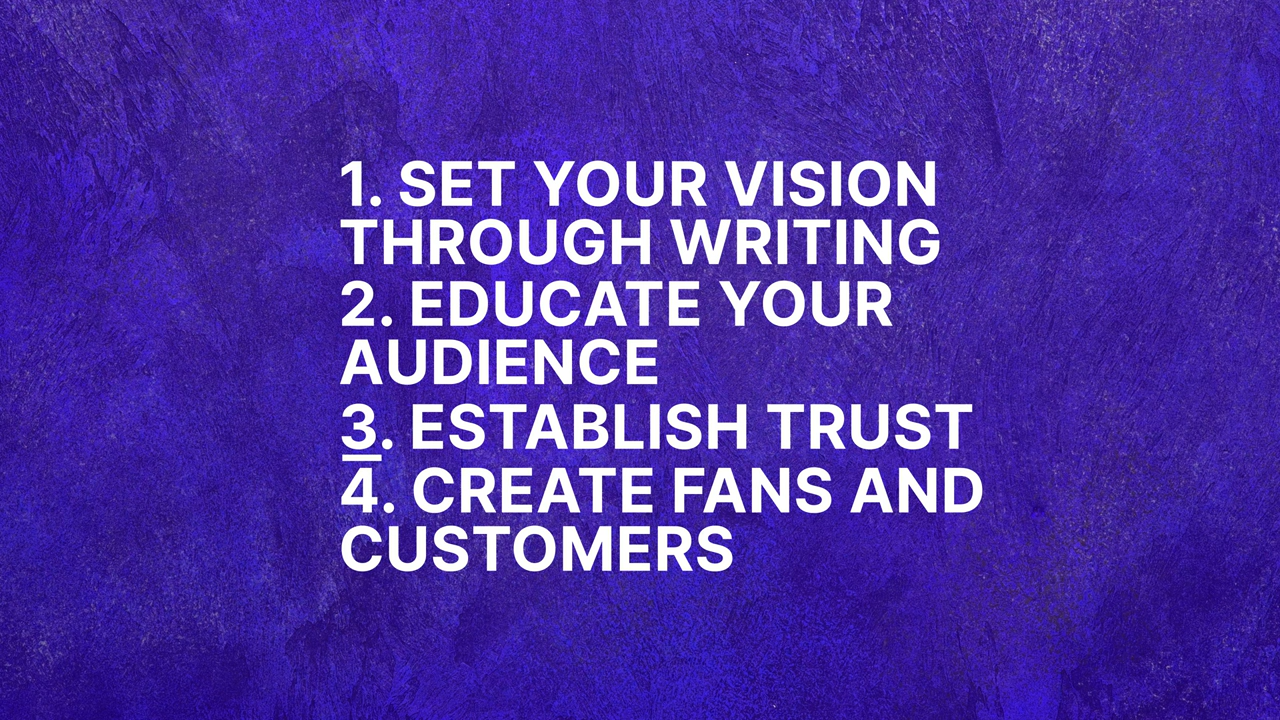 1. SET YOUR VISION
THROUGH WRITING
2. EDUCATE YOUR
AUDIENCE
3. ESTABLISH TRUST
4. CREATE FANS AND
CUSTOMERS